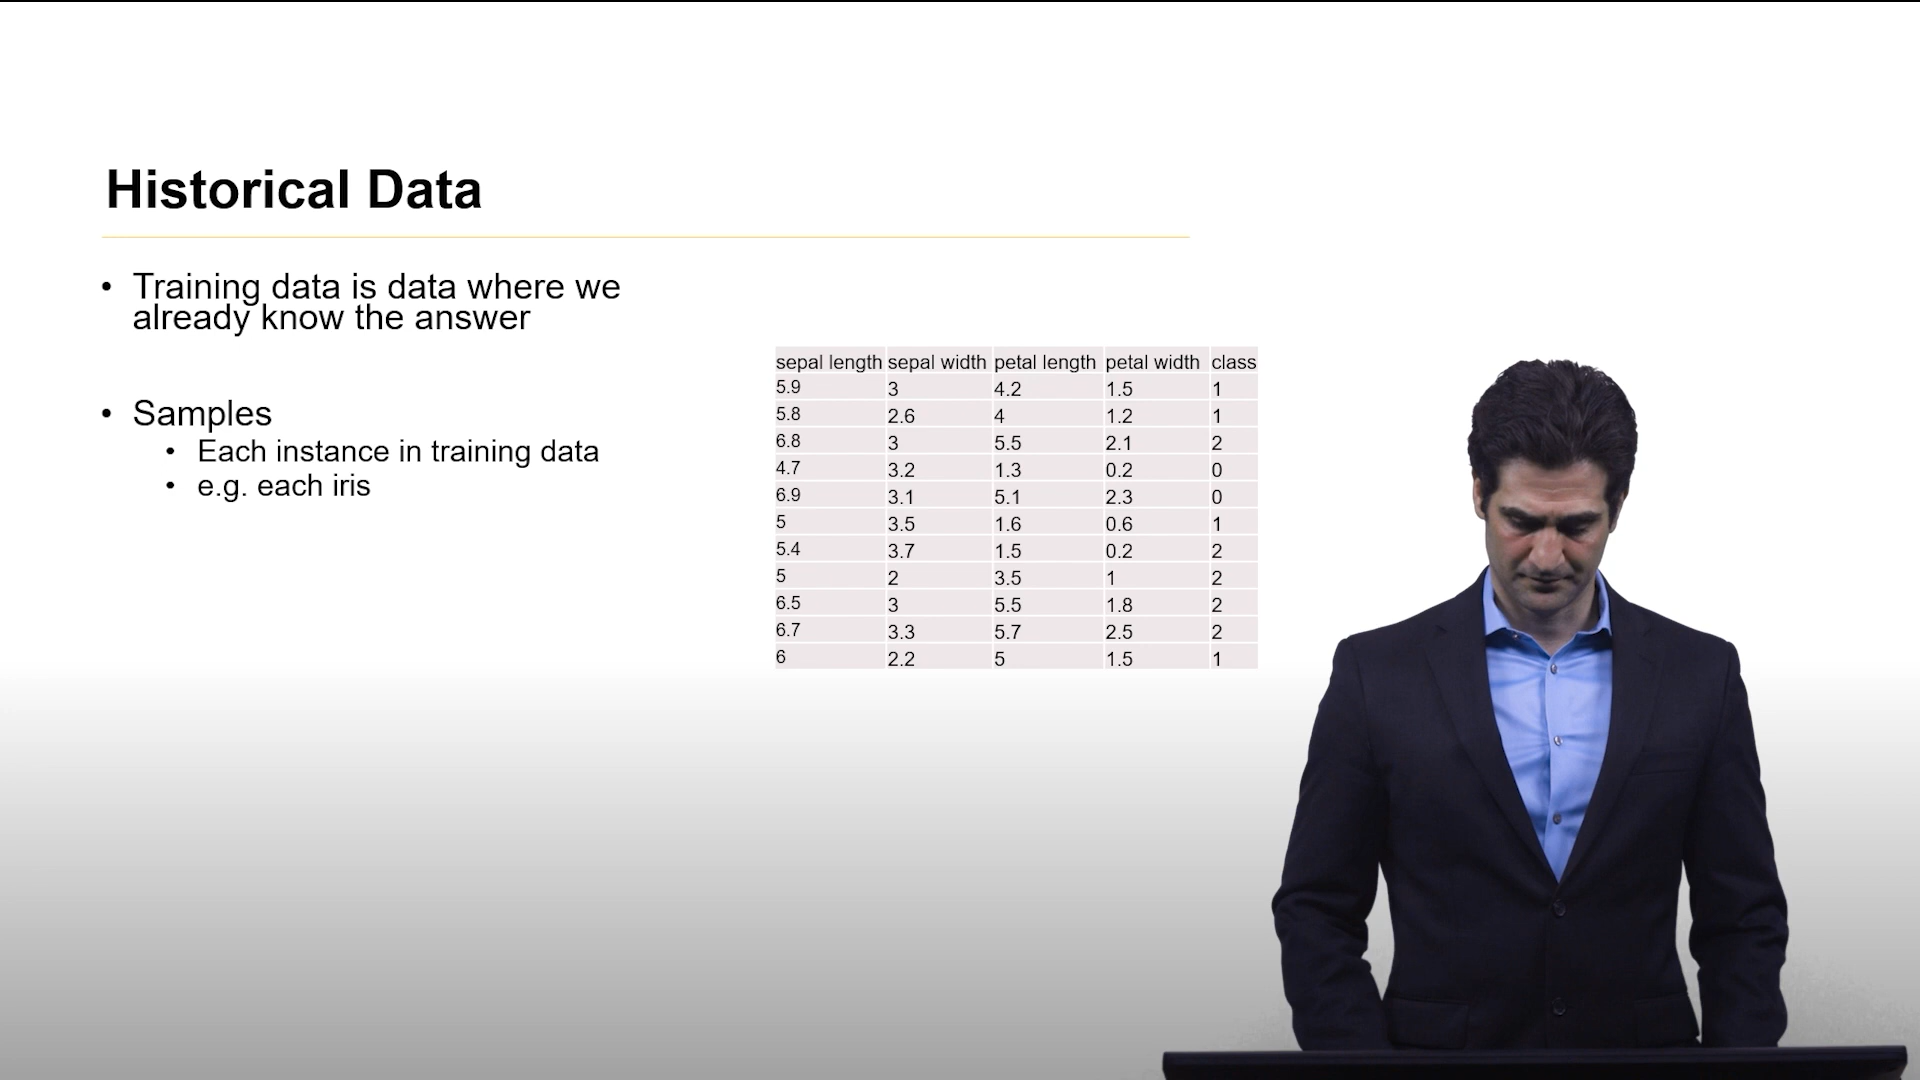 Historical Data
• Training data is data where we
already know the answer
• Samples
• Each instance in training data
• e.g. each iris
sepal length sepal width petal length petal width class
5.9 3 4.2 1.5 1
5.8 2.6 4 1.2 1
6.8 3 5.5 2.1 2
4.7 3.2 1.3 0.2 0
6.9 3.1 5.1 2.3 0
5 3.5 1.6 0.6 1
5.4 3.7 1.5 0.2 2
5 2 3.5 1 2
6.5 3 5.5 1.8 2
6.7 3.3 5.7 2.5 2
6 2.2 5 1.5 1